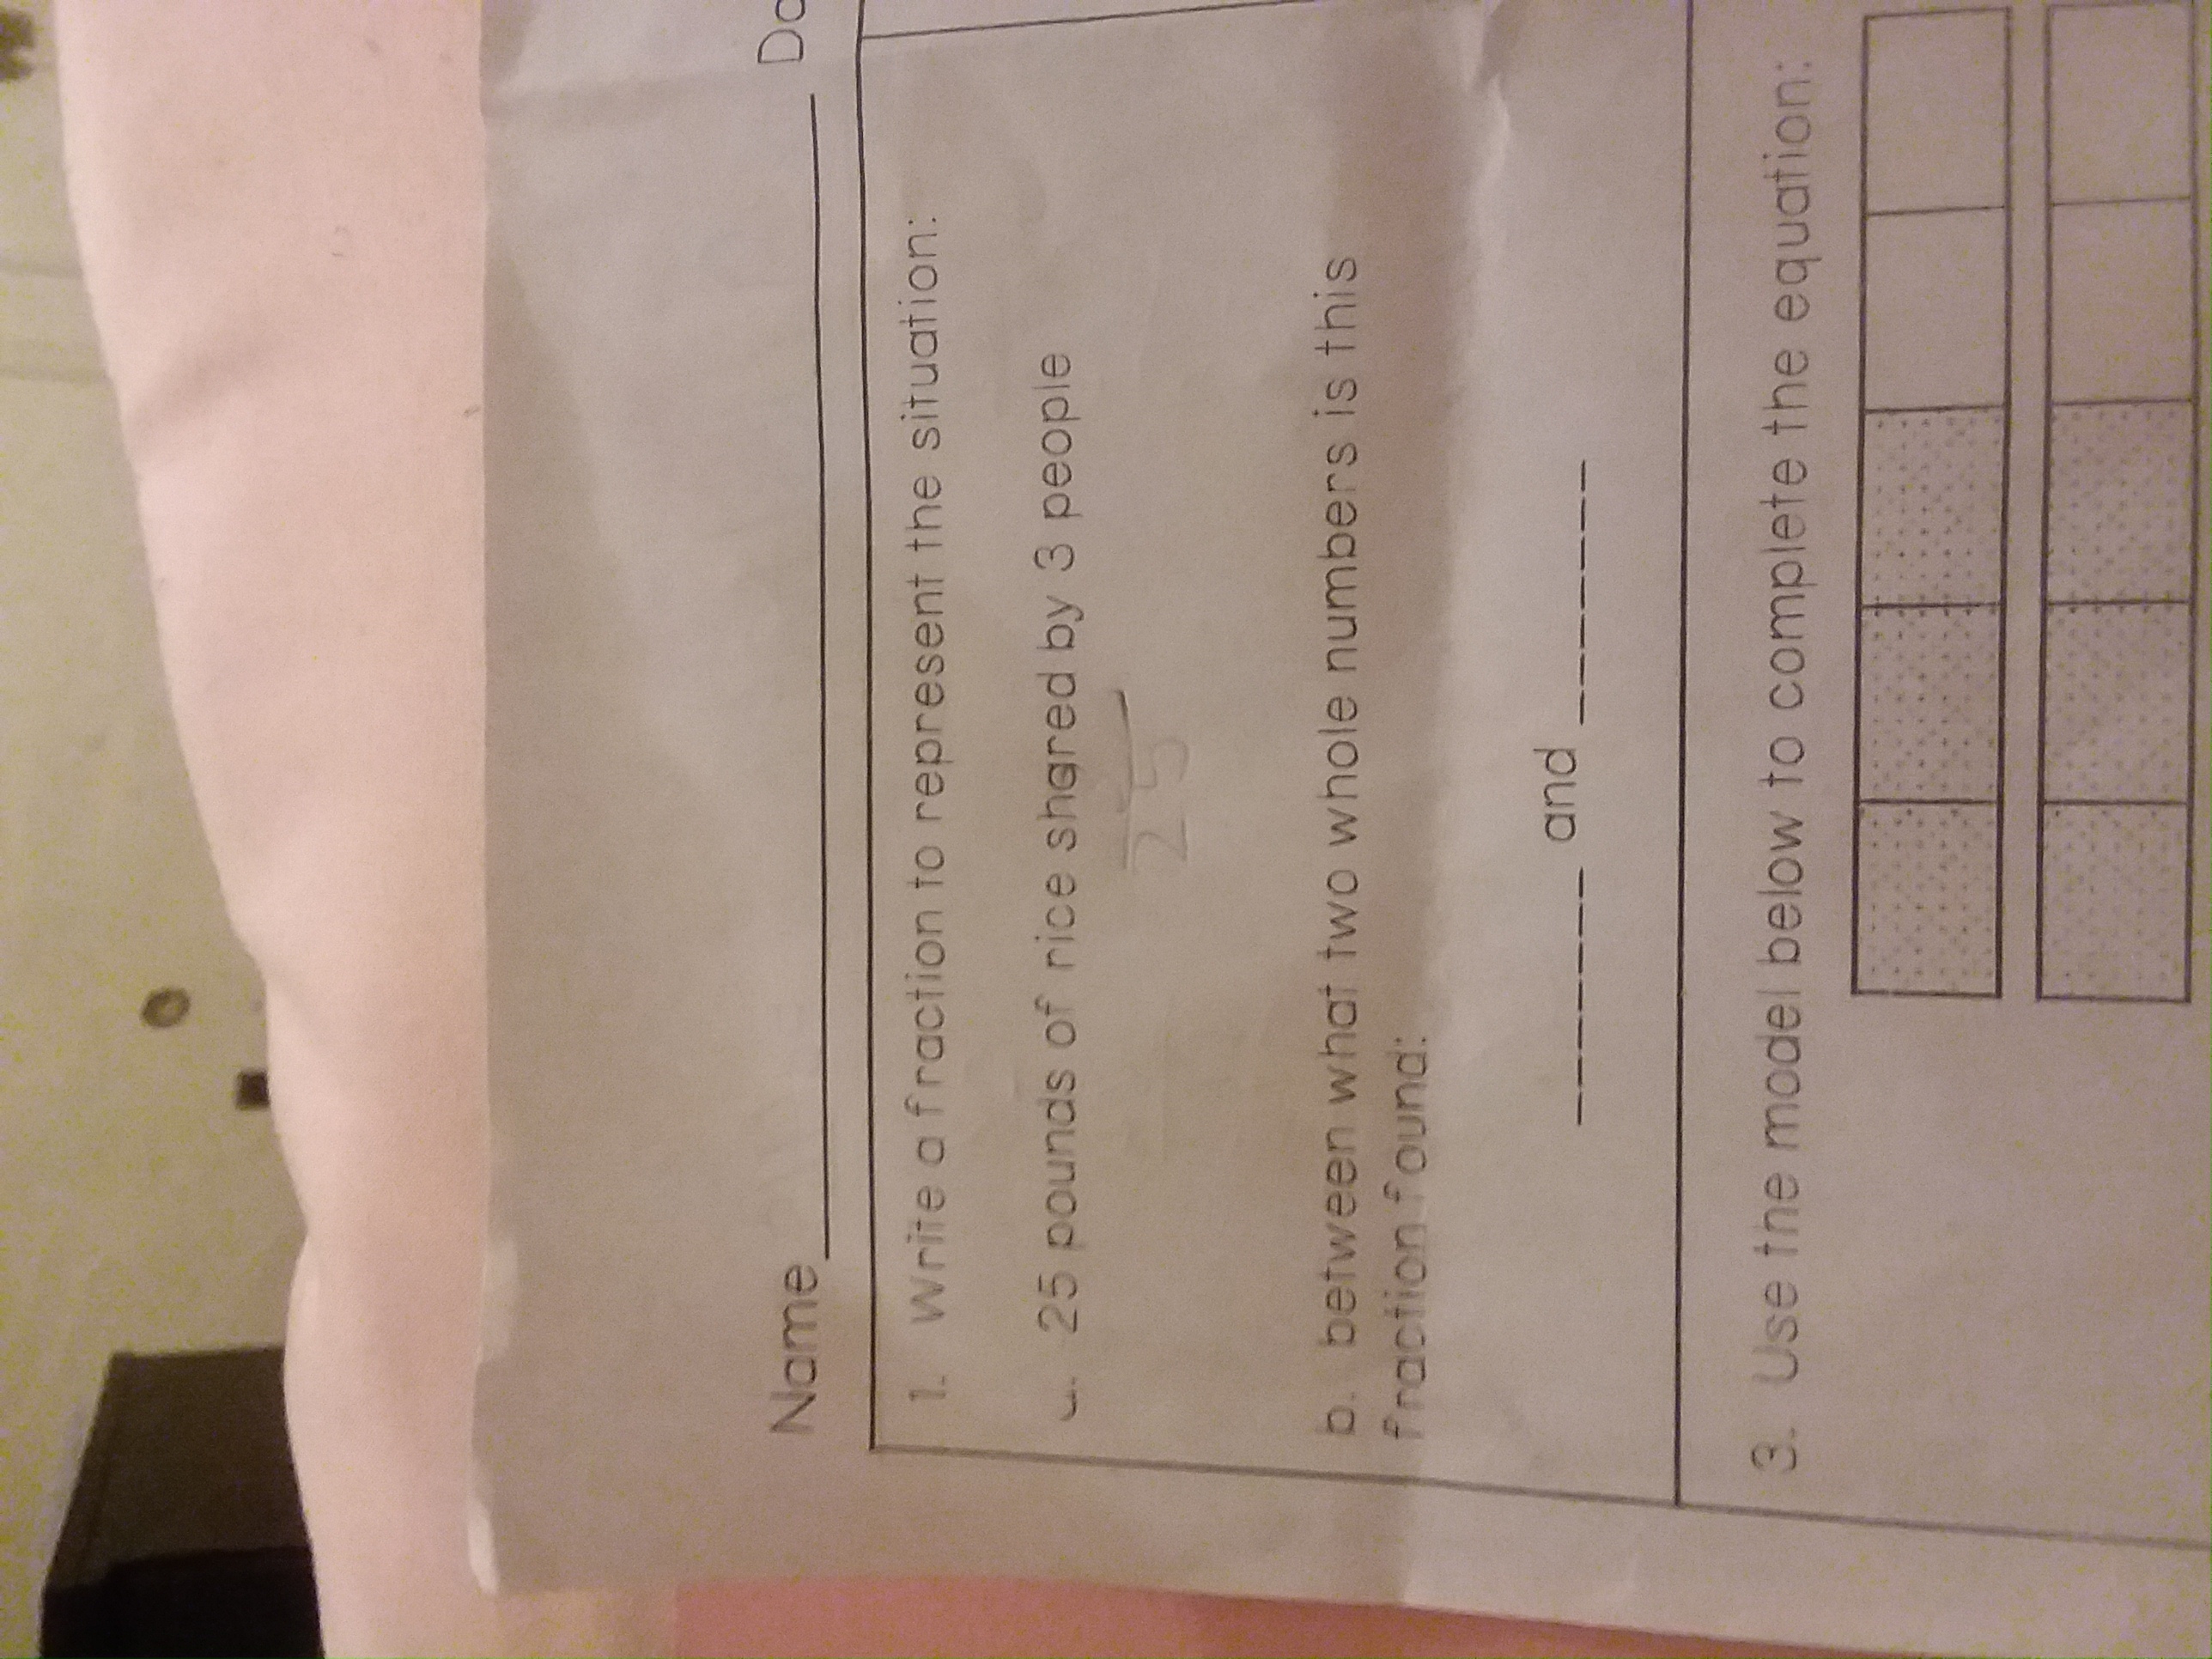 Name Da
1. Write a fraction to represent the situation:
a. 25 pounds of rice shared by 3 people
25
b. between what two whole numbers is this
fraction found:
and
3. Use the model below to complete the equation: